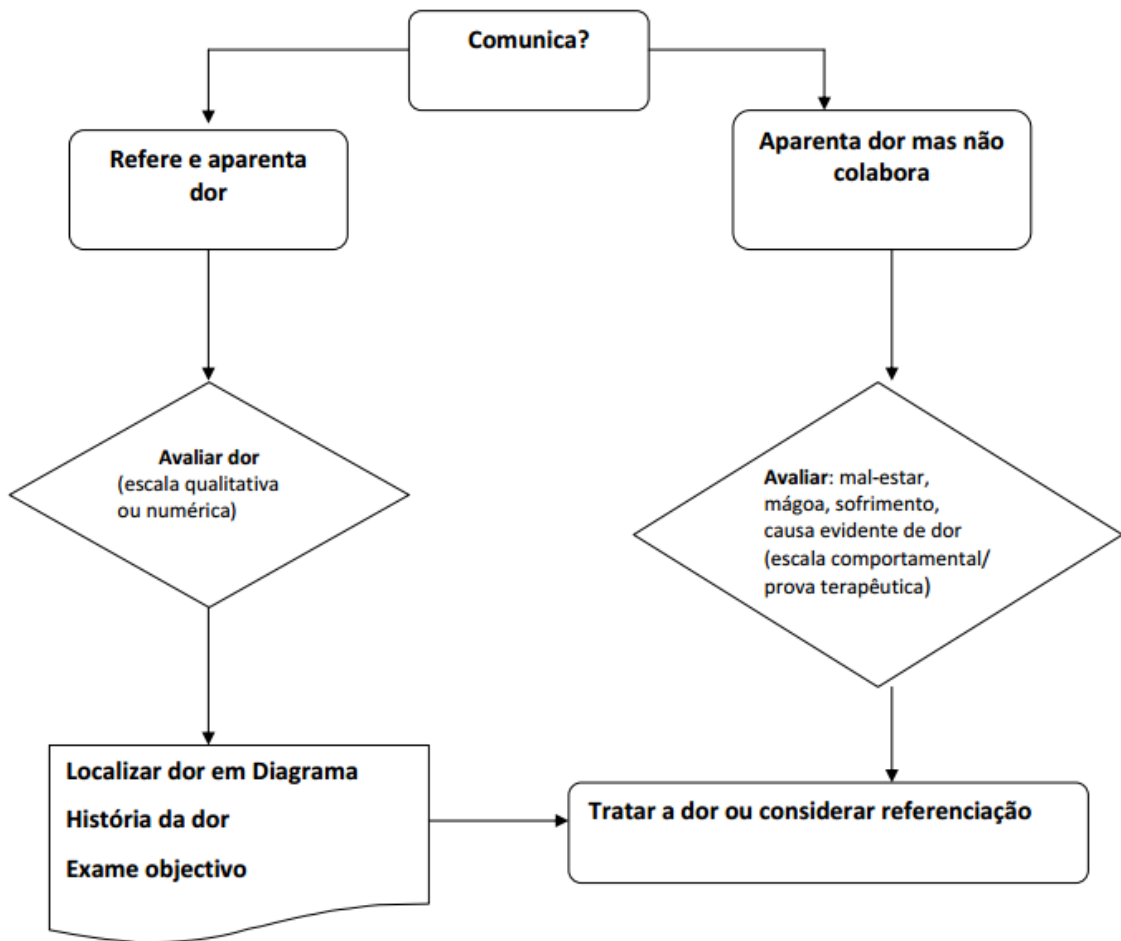 Comunica?
Refere e aparenta
dor
Aparenta dor mas não
colabora
Avaliar dor
(escala qualitativa
ou numérica)
Avaliar: mal-estar,
mágoa, sofrimento,
causa evidente de dor
(escala comportamental/
prova terapêutica)
Localizar dor em Diagrama
História da dor
Exame objectivo
Tratar a dor ou considerar referenciação